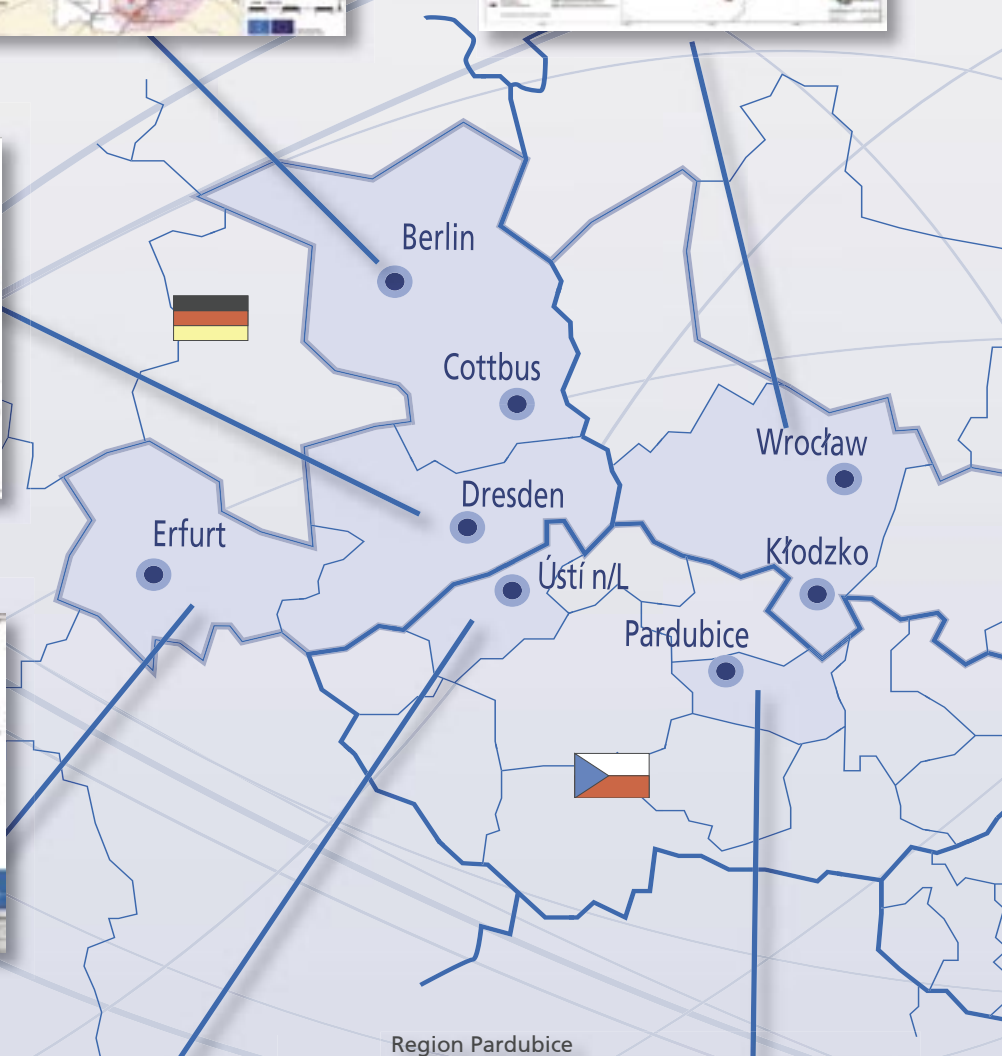 Berlin
Cottbus
Wrocław
Dresden
Erfurt
Kłodzko
Ústí n/L
Pardubice
Region Pardubice